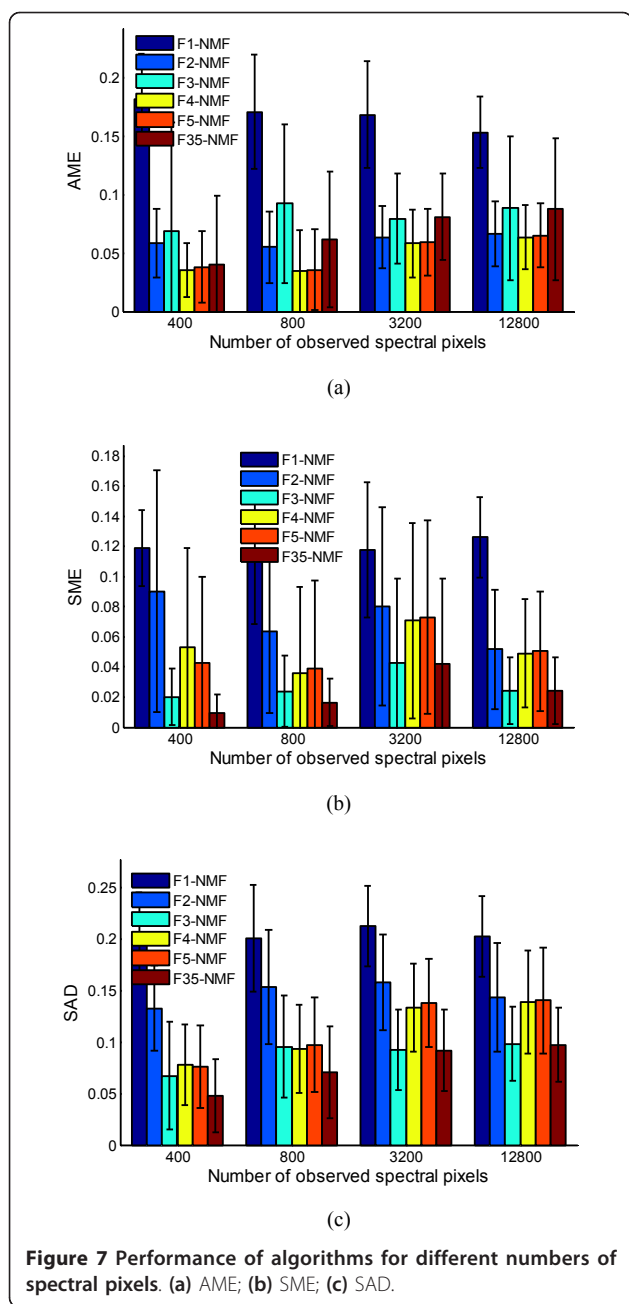 F1-NMF
F2-NMF
F3-NMF
F4-NMF
F5-NMF
F35-NMF
0.2
0.15
0.1
0.05
0
AME
400 800 3200 12800
Number of observed spectral pixels
(a)
F1-NMF
F2-NMF
F3-NMF
F4-NMF
F5-NMF
F35-NMF
0.18
0.16
0.14
0.12
0.1
0.08
0.06
0.04
0.02
0
SME
400 800 3200 12800
Number of observed spectral pixels
(b)
F1-NMF
F2-NMF
F3-NMF
F4-NMF
F5-NMF
F35-NMF
0.25
0.2
0.15
0.1
0.05
0
SAD
400 800 3200 12800
Number of observed spectral pixels
(c)
Figure 7 Performance of algorithms for different numbers of
spectral pixels. (a) AME; (b) SME; (c) SAD.